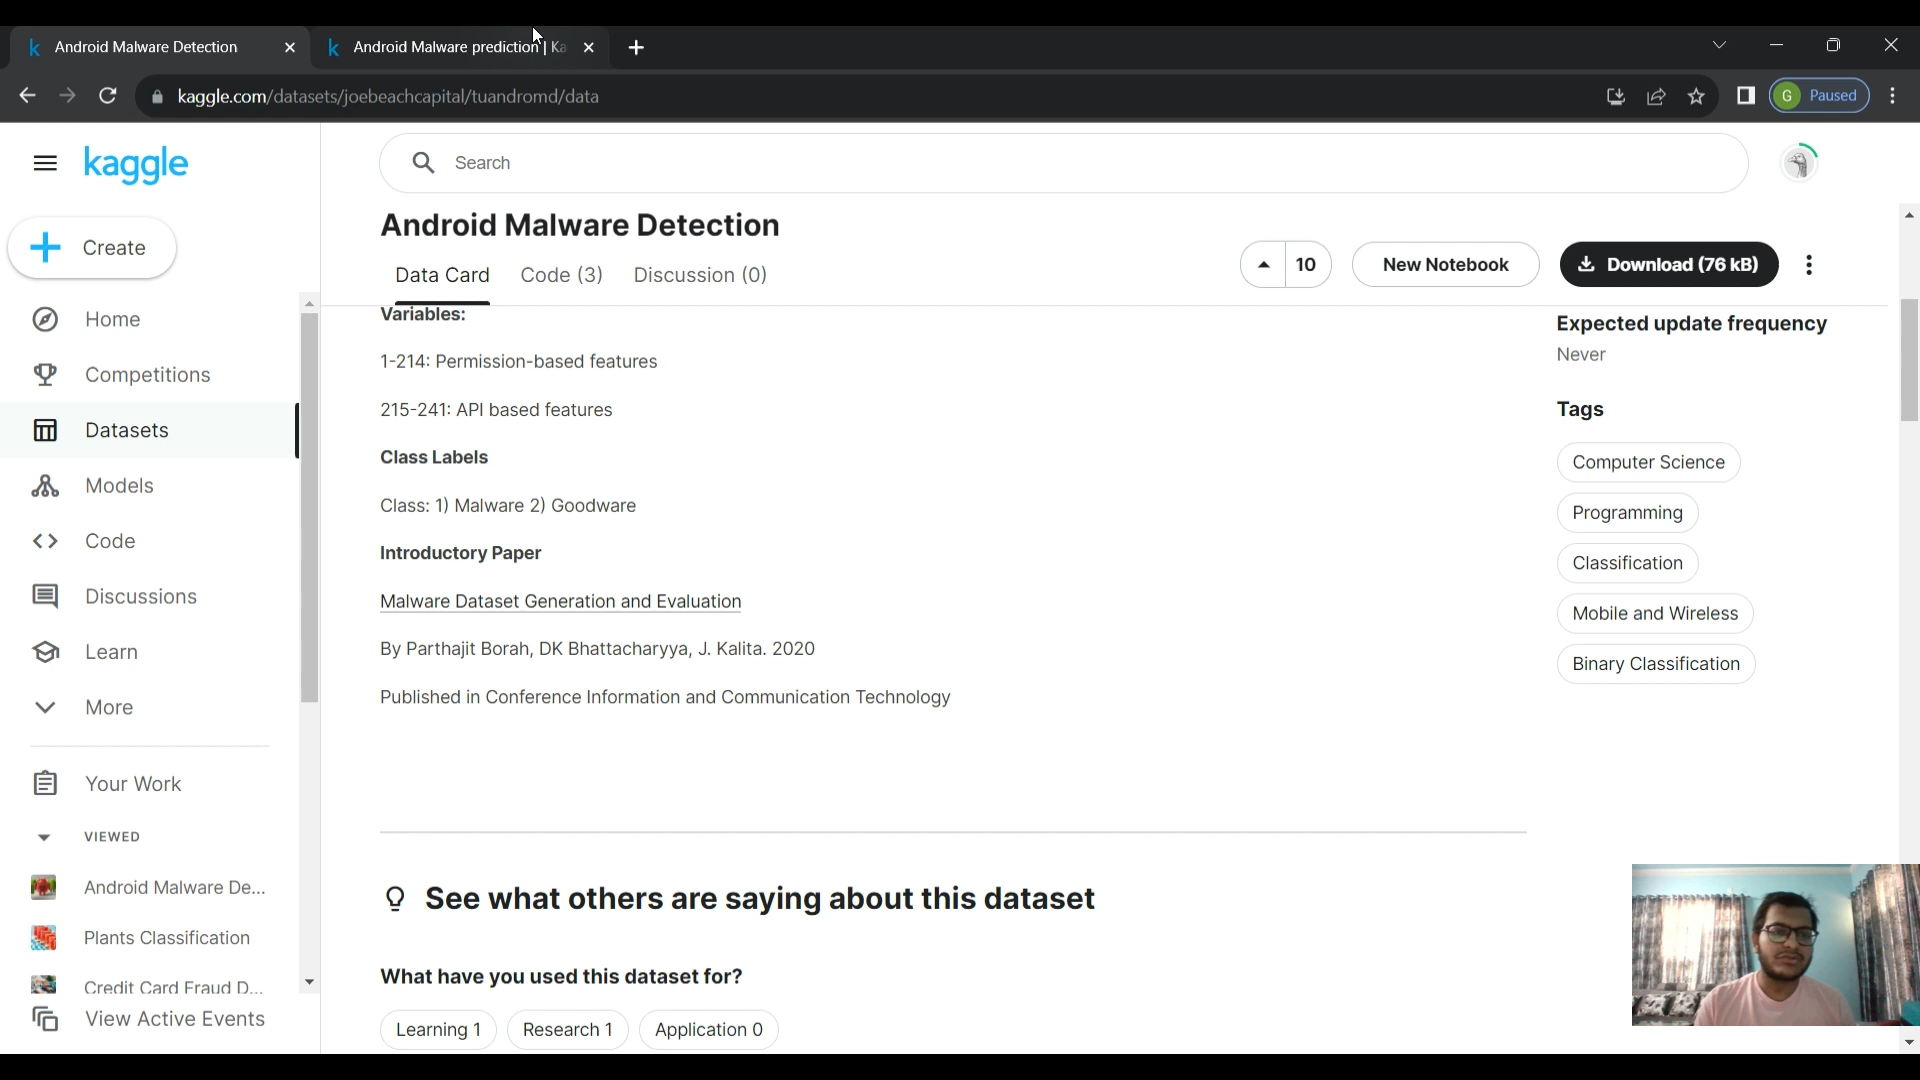 Android Malware Detection
Android Malware prediction | Ka
kaggle.com/datasets/joebeachcapital/tuandromd/data
G Paused
kaggle
Search
Create
Home
Competitions
Datasets
Models
Code
Discussions
Learn
More
Your Work
VIEWED
Android Malware De...
Plants Classification
Credit Card Fraud D...
View Active Events
Android Malware Detection
Data Card
Code (3)
Discussion (0)
10
New Notebook
Download (76 kB)
Variables:
1-214: Permission-based features
215-241: API based features
Class Labels
Class: 1) Malware 2) Goodware
Introductory Paper
Malware Dataset Generation and Evaluation
By Parthajit Borah, DK Bhattacharyya, J. Kalita. 2020
Published in Conference Information and Communication Technology
See what others are saying about this dataset
What have you used this dataset for?
Learning 1
Research 1
Application 0
Expected update frequency
Never
Tags
Computer Science
Programming
Classification
Mobile and Wireless
Binary Classification